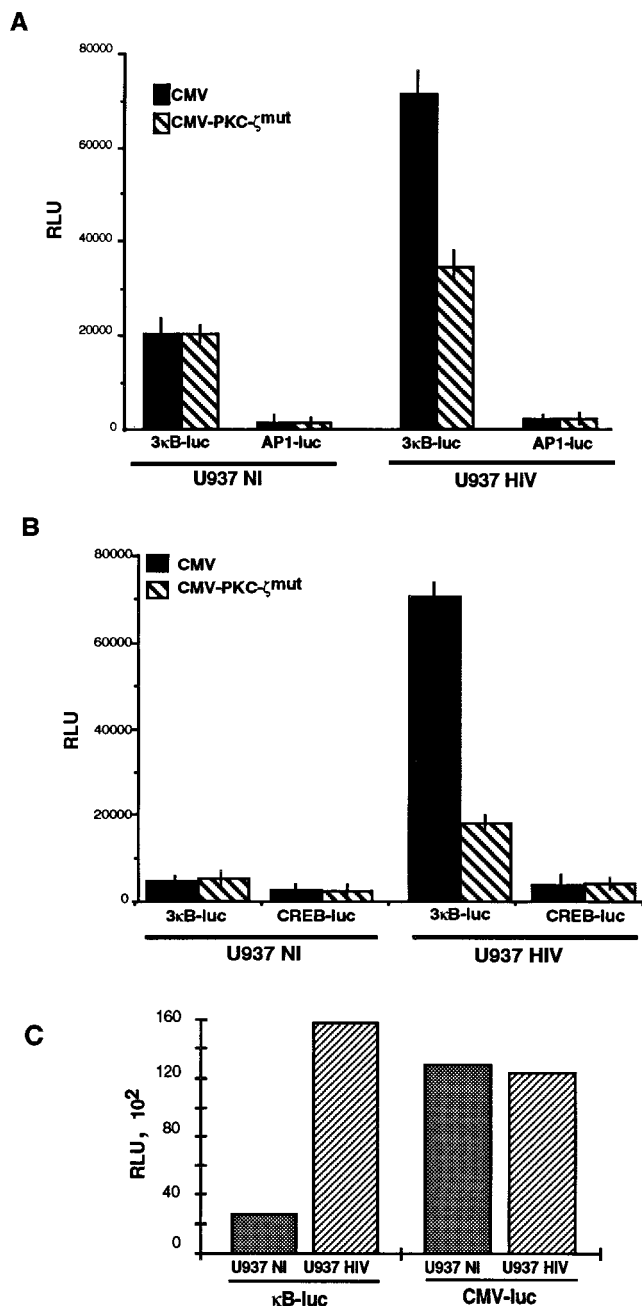 A
80000
60000
40000
20000
0
RLU
CMV
CMV-PKC-ζmut
3κB-luc AP1-luc 3κB-luc AP1-luc
U937 NI U937 HIV
B
80000
60000
40000
20000
0
RLU
CMV
CMV-PKC-ζmut
3κB-luc CREB-luc 3κB-luc CREB-luc
U937 NI U937 HIV
C
160
120
80
40
0
RLU, 10²
U937 NI U937 HIV U937 NI U937 HIV
κB-luc CMV-luc